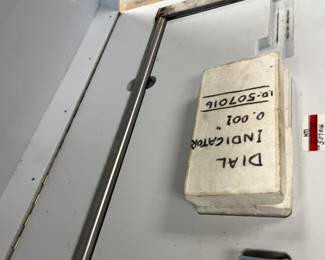 DIAL
INDICATOR
0.001"
ID-507016